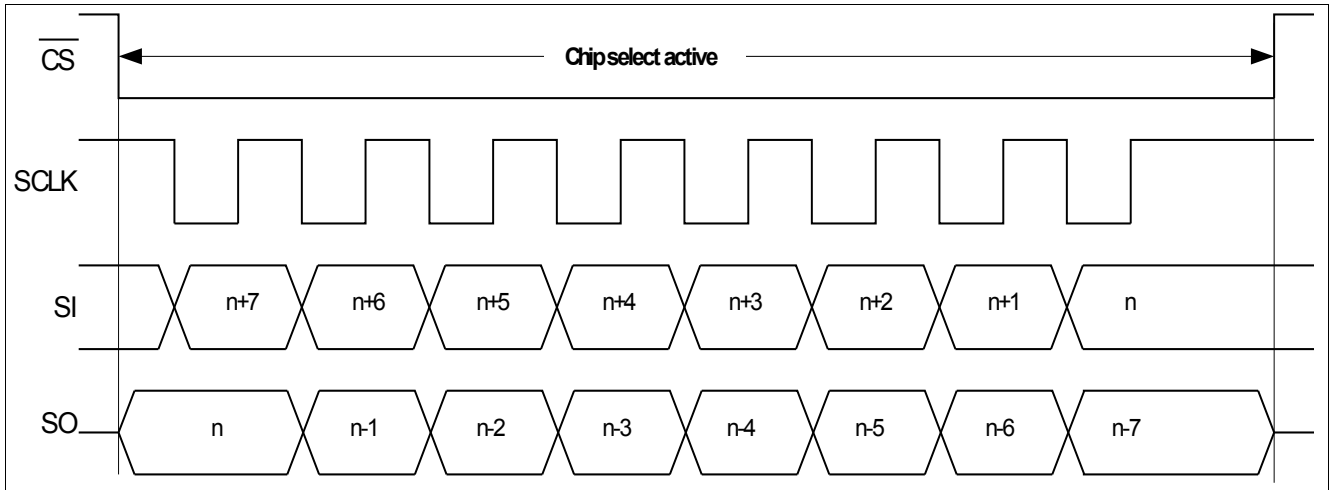 CS
Chip select active
SCLK
SI
n+7 n+6 n+5 n+4 n+3 n+2 n+1 n
SO
n n-1 n-2 n-3 n-4 n-5 n-6 n-7